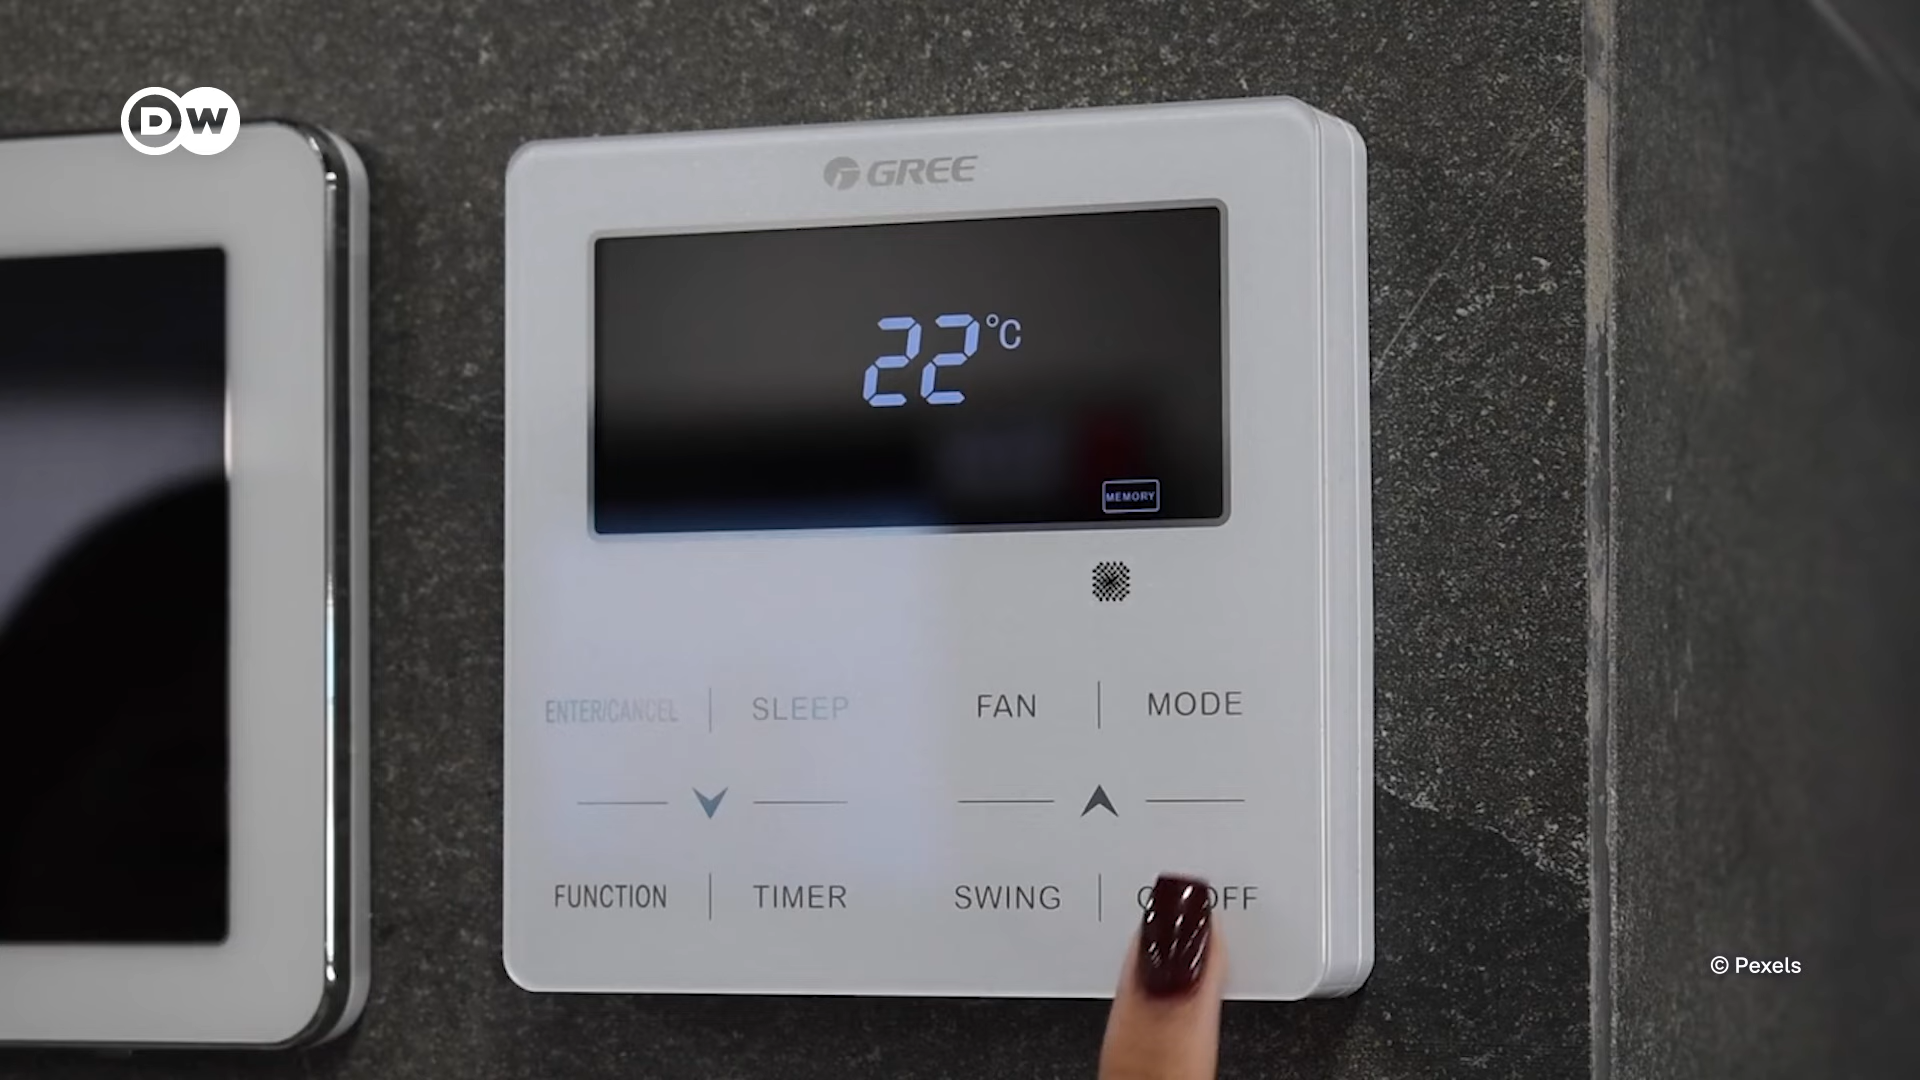 DW
GREE
22°C
MEMORY
ENTER/CANCEL
SLEEP
FAN
MODE
FUNCTION
TIMER
SWING
© Pexels